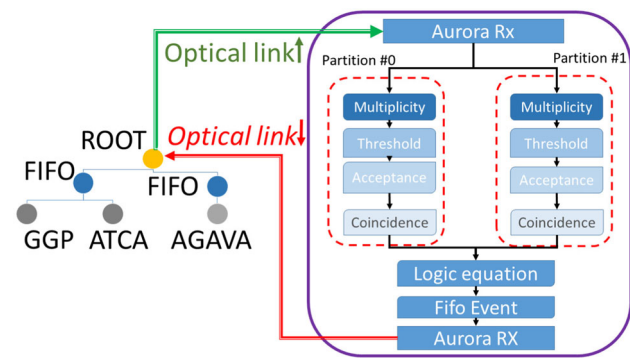 Aurora Rx
Optical link
Partition #0
Partition #1
Multiplicity
Multiplicity
ROOT
Optical link
Threshold
Threshold
FIFO
FIFO
Acceptance
Acceptance
GGP
ATCA
AGAVA
Coincidence
Coincidence
Logic equation
Fifo Event
Aurora RX